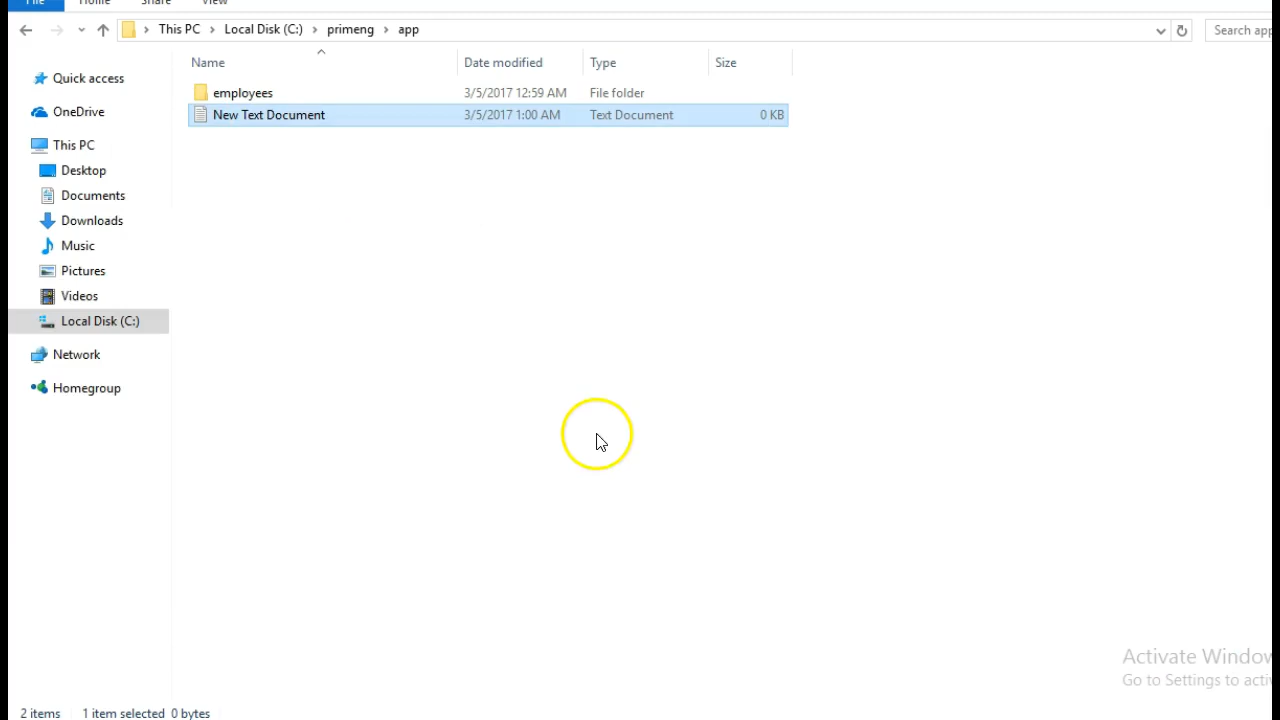 File Home Share View
This PC Local Disk (C:) primeng app Search app
Name Date modified Type Size
employees 3/5/2017 12:59 AM File folder
New Text Document 3/5/2017 1:00 AM Text Document 0 KB
Quick access
OneDrive
This PC
Desktop
Documents
Downloads
Music
Pictures
Videos
Local Disk (C:)
Network
Homegroup
Activate Window
Go to Settings to acti
2 items 1 item selected 0 bytes